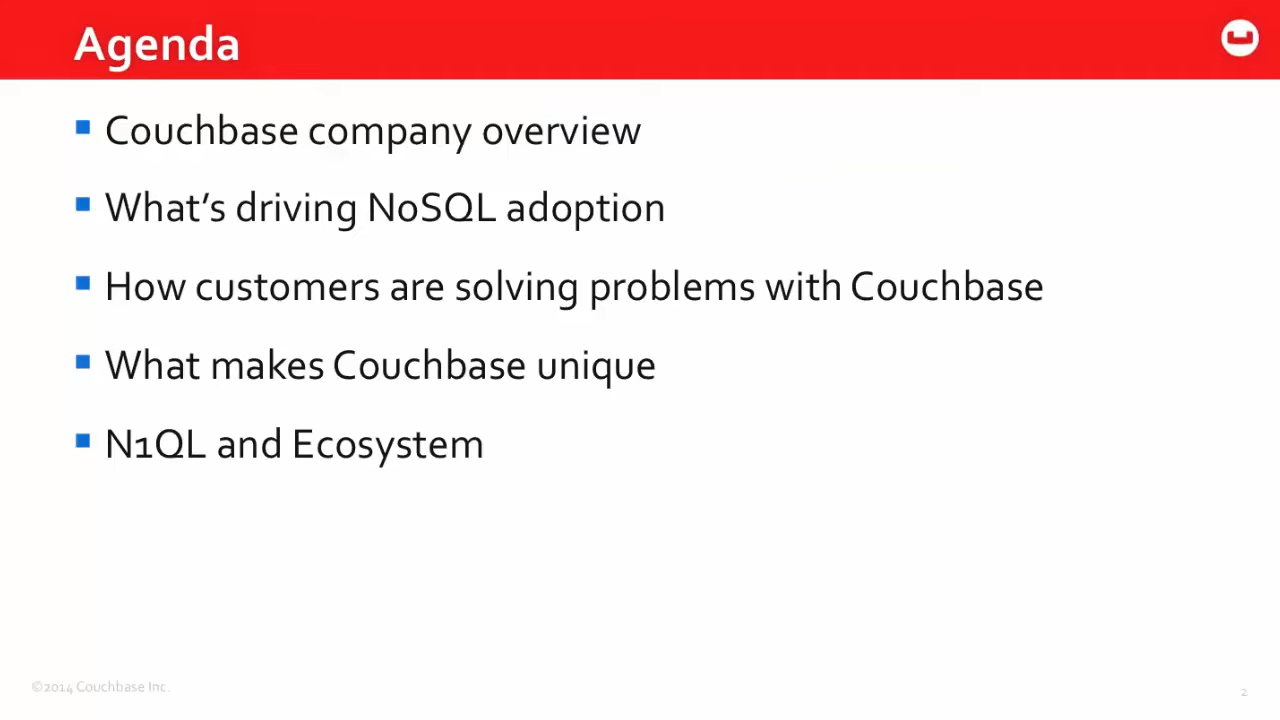 Agenda
Couchbase company overview
What's driving NoSQL adoption
How customers are solving problems with Couchbase
What makes Couchbase unique
N1QL and Ecosystem
©2014 Couchbase Inc.
2